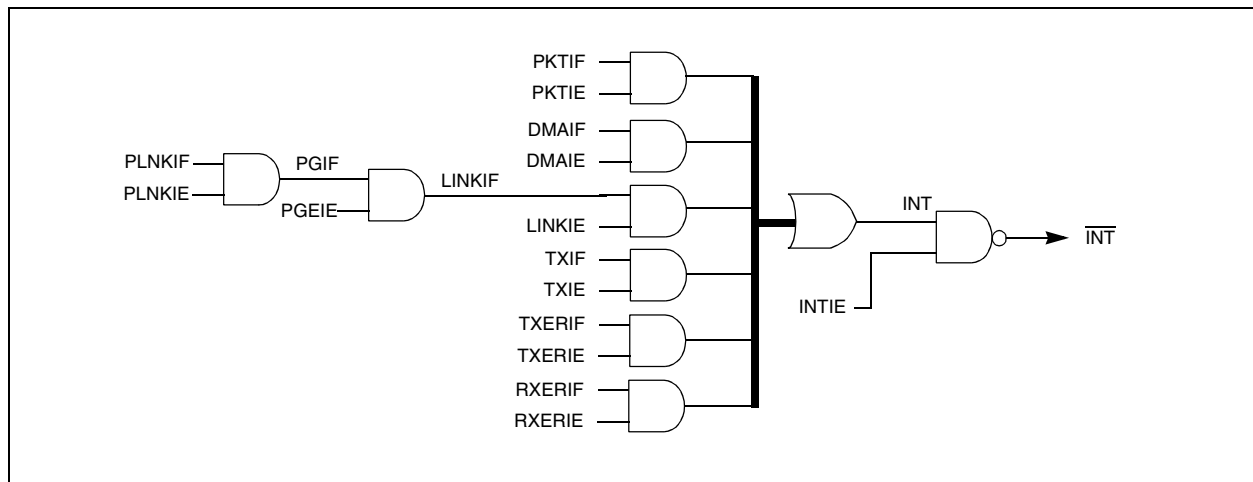 PKTIF
PKTIE
DMAIF
DMAIE
PLNKIF
PLNKIE
PGIF
PGEIE
LINKIF
LINKIE
TXIF
TXIE
TXERIF
TXERIE
RXERIF
RXERIE
INT
INTIE
INT